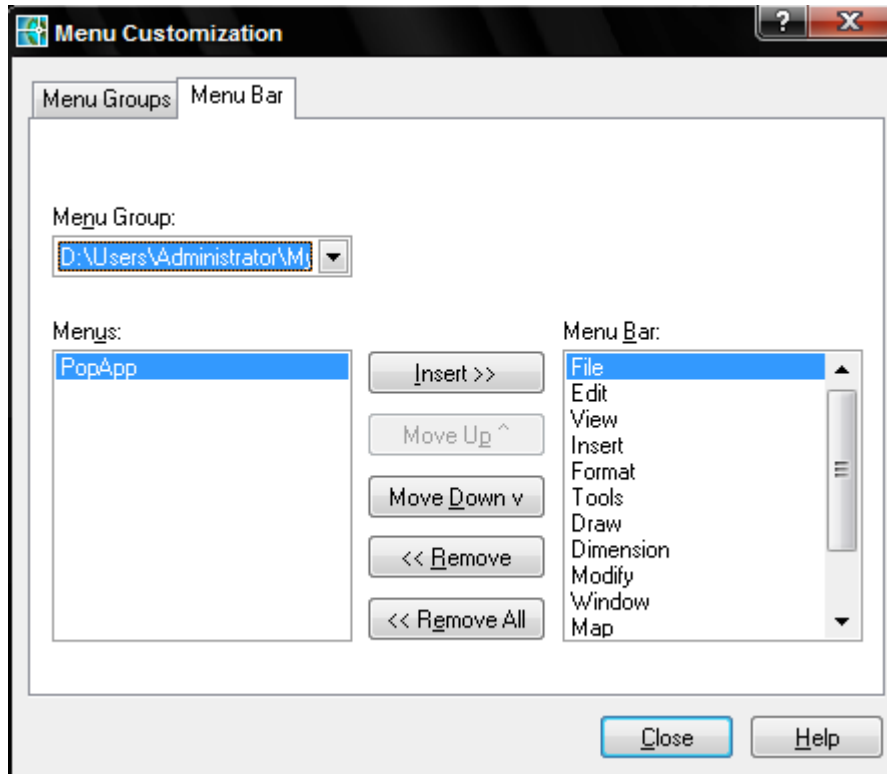 Menu Customization
?
X
Menu Groups
Menu Bar
Menu Group:
D:\Users\Administrator\My
Menus:
PopApp
Insert >>
Move Up ^
Move Down v
<< Remove
<< Remove All
Menu Bar:
File
Edit
View
Insert
Format
Tools
Draw
Dimension
Modify
Window
Map
Close
Help